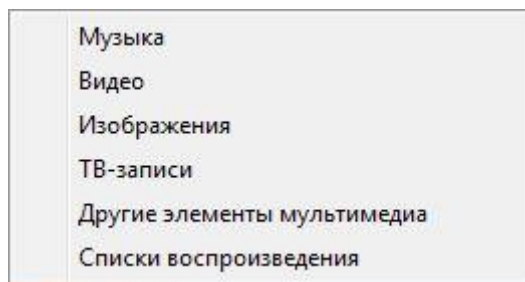 Музыка
Видео
Изображения
ТВ-записи
Другие элементы мультимедиа
Списки воспроизведения